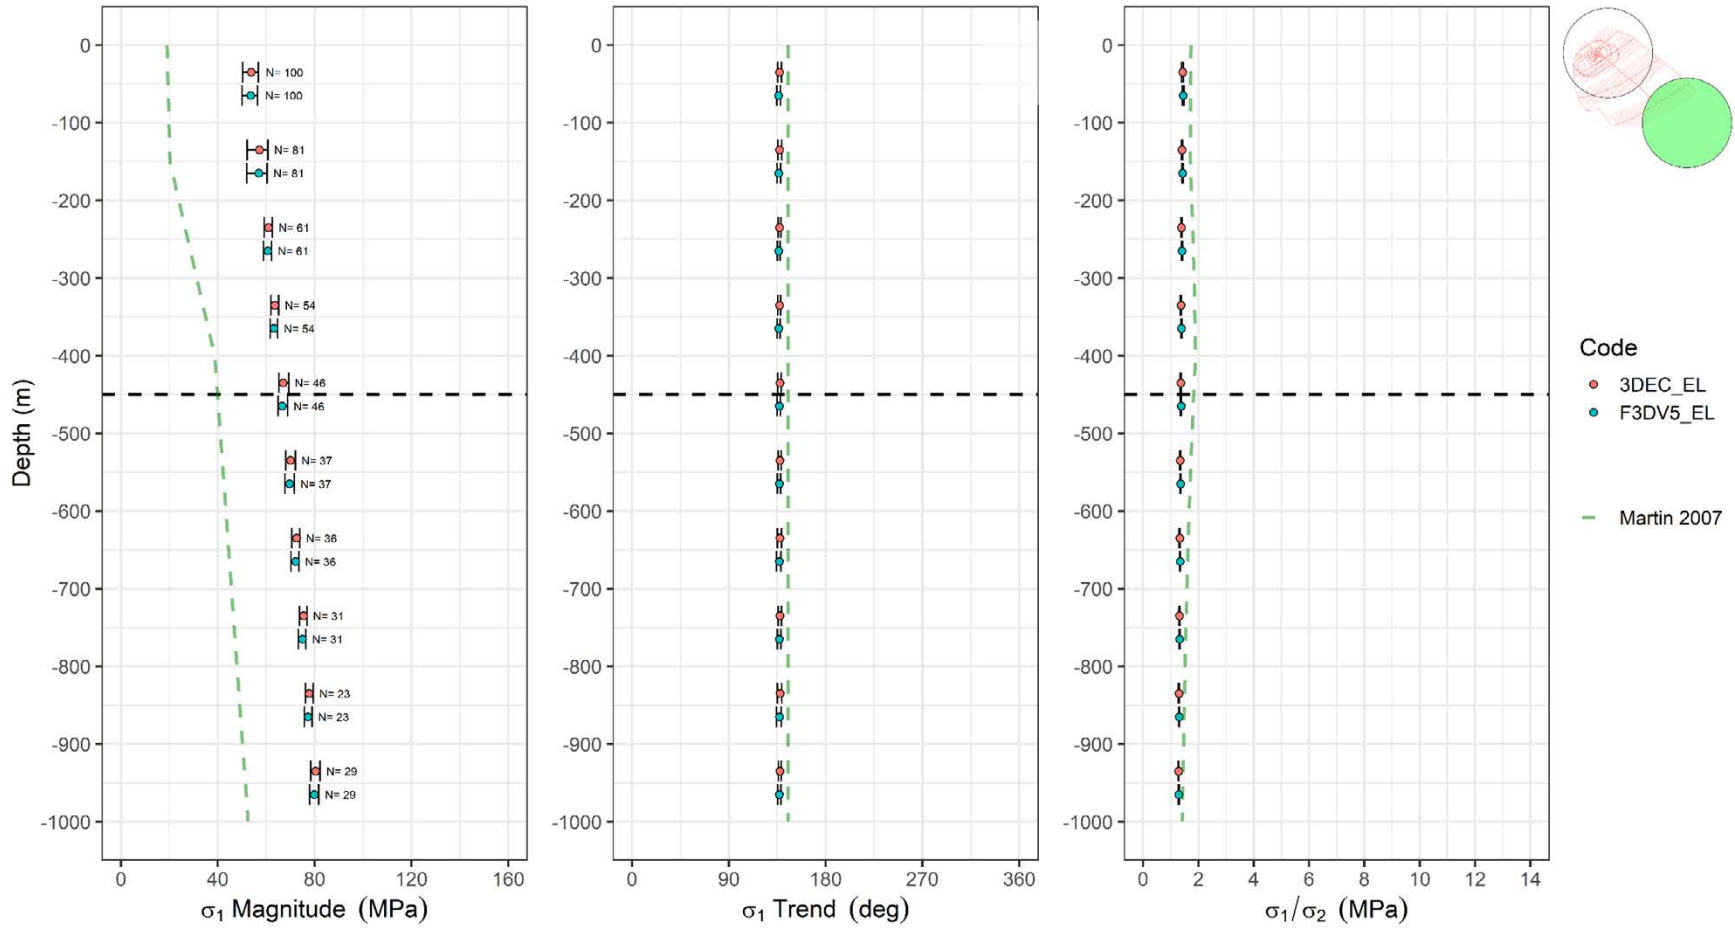 Depth (m)
0
-100
-200
-300
-400
-500
-600
-700
-800
-900
-1000
N= 100
N= 100
N= 81
N= 81
N= 61
N= 61
N= 54
N= 54
N= 46
N= 46
N= 37
N= 37
N= 36
N= 36
N= 31
N= 31
N= 23
N= 23
N= 29
N= 29
0 40 80 120 160
σ1 Magnitude (MPa)
0
-100
-200
-300
-400
-500
-600
-700
-800
-900
-1000
0 90 180 270 360
σ1 Trend (deg)
0
-100
-200
-300
-400
-500
-600
-700
-800
-900
-1000
0 2 4 6 8 10 12 14
σ1/σ2 (MPa)
Code
3DEC_EL
F3DV5_EL
Martin 2007